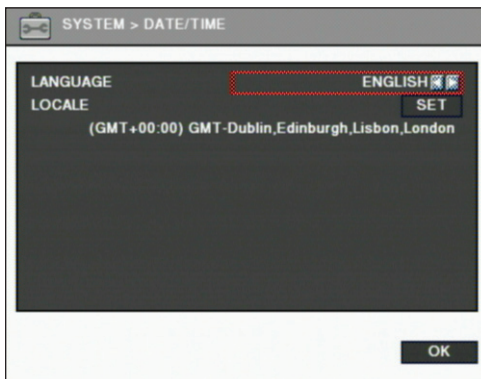 SYSTEM > DATE/TIME
LANGUAGE ENGLISH
LOCALE SET
(GMT+00:00) GMT-Dublin,Edinburgh,Lisbon,London
OK